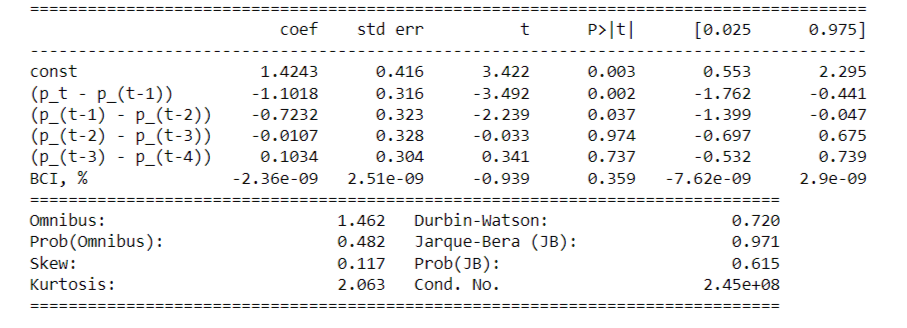 ==============================================================================================
                          coef    std err          t      P>|t|      [0.025      0.975]
----------------------------------------------------------------------------------------------
const                   1.4243      0.416      3.422      0.003       0.553       2.295
(p_t - p_(t-1))        -1.1018      0.316     -3.492      0.002      -1.762      -0.441
(p_(t-1) - p_(t-2))    -0.7232      0.323     -2.239      0.037      -1.399      -0.047
(p_(t-2) - p_(t-3))    -0.0107      0.328     -0.033      0.974      -0.697       0.675
(p_(t-3) - p_(t-4))     0.1034      0.304      0.341      0.737      -0.532       0.739
BCI, %               -2.36e-09   2.51e-09     -0.939      0.359   -7.62e-09     2.9e-09
==============================================================================
Omnibus:                        1.462   Durbin-Watson:                   0.720
Prob(Omnibus):                  0.482   Jarque-Bera (JB):                0.971
Skew:                           0.117   Prob(JB):                        0.615
Kurtosis:                       2.063   Cond. No.                     2.45e+08
==============================================================================